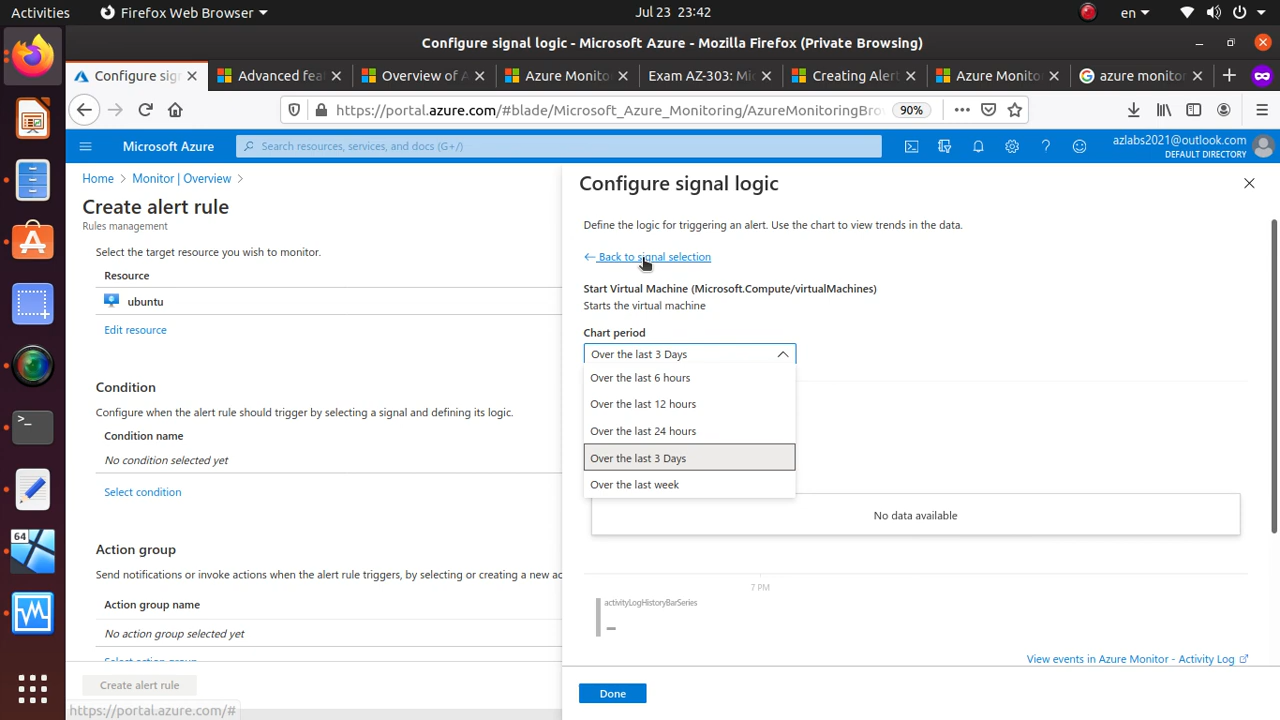 Activities
Firefox Web Browser
Jul 23 23:42
en
Configure signal logic - Microsoft Azure - Mozilla Firefox (Private Browsing)
Configure sig
Advanced fea
Overview of A
Azure Monito
Exam AZ-303: Mic
Creating Alert
Azure Monito
azure monitor
https://portal.azure.com/#blade/Microsoft_Azure_Monitoring/AzureMonitoringBro
90%
Microsoft Azure
Search resources, services, and docs (G+/)
azlabs2021@outlook.com
DEFAULT DIRECTORY
Home
Monitor | Overview
Create alert rule
Rules management
Select the target resource you wish to monitor.
Resource
ubuntu
Edit resource
Condition
Configure when the alert rule should trigger by selecting a signal and defining its logic.
Condition name
No condition selected yet
Select condition
Action group
Send notifications or invoke actions when the alert rule triggers, by selecting or creating a new ac
Action group name
No action group selected yet
Select action group
Create alert rule
https://portal.azure.com/#
Configure signal logic
Define the logic for triggering an alert. Use the chart to view trends in the data.
Back to signal selection
Start Virtual Machine (Microsoft.Compute/virtualMachines)
Starts the virtual machine
Chart period
Over the last 3 Days
Over the last 6 hours
Over the last 12 hours
Over the last 24 hours
Over the last 3 Days
Over the last week
No data available
7 PM
activityLogHistoryBarSeries
--
View events in Azure Monitor - Activity Log
Done
64